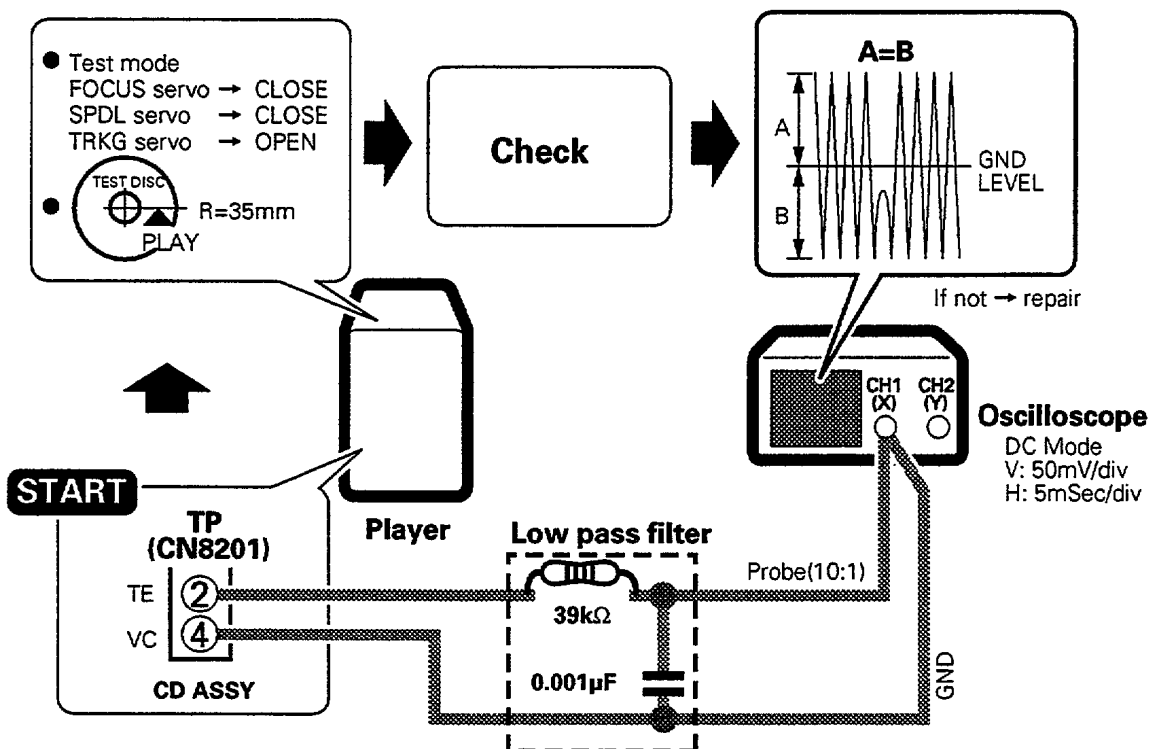 ● Test mode
FOCUS servo → CLOSE
SPDL servo → CLOSE
TRKG servo → OPEN
TEST DISC
● R=35mm
PLAY
Check
A=B
A
GND
LEVEL
B
If not → repair
CH1
(X)
CH2
(Y)
Oscilloscope
DC Mode
V: 50mV/div
H: 5mSec/div
START
Player
TP
(CN8201)
TE ②
VC ④
CD ASSY
Low pass filter
39kΩ
0.001µF
Probe(10:1)
GND